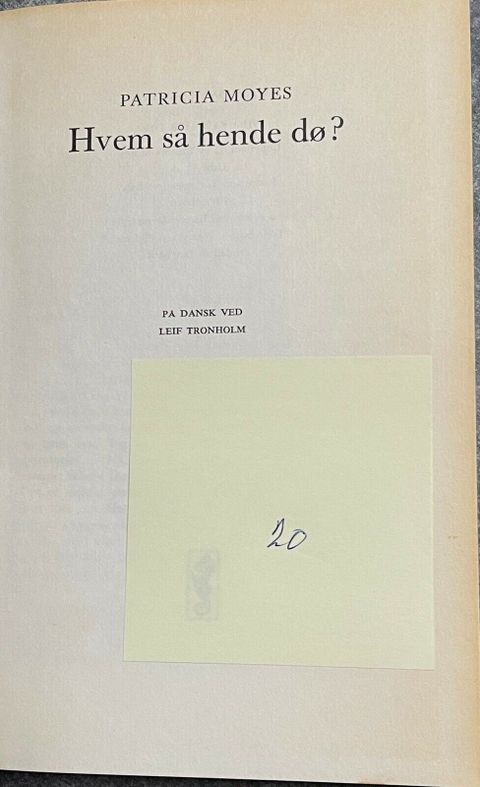 PATRICIA MOYES
Hvem så hende dø?
PÅ DANSK VED
LEIF TRONHOLM
20